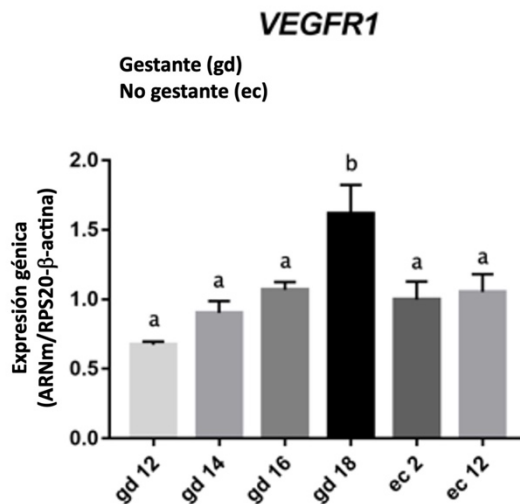 VEGFR1
Gestante (gd)
No gestante (ec)
Expresión génica
(ARNm/RPS20-β-actina)
2.0
1.5
1.0
0.5
0.0
a
a
a
b
a
a
gd 12
gd 14
gd 16
gd 18
ec 2
ec 12